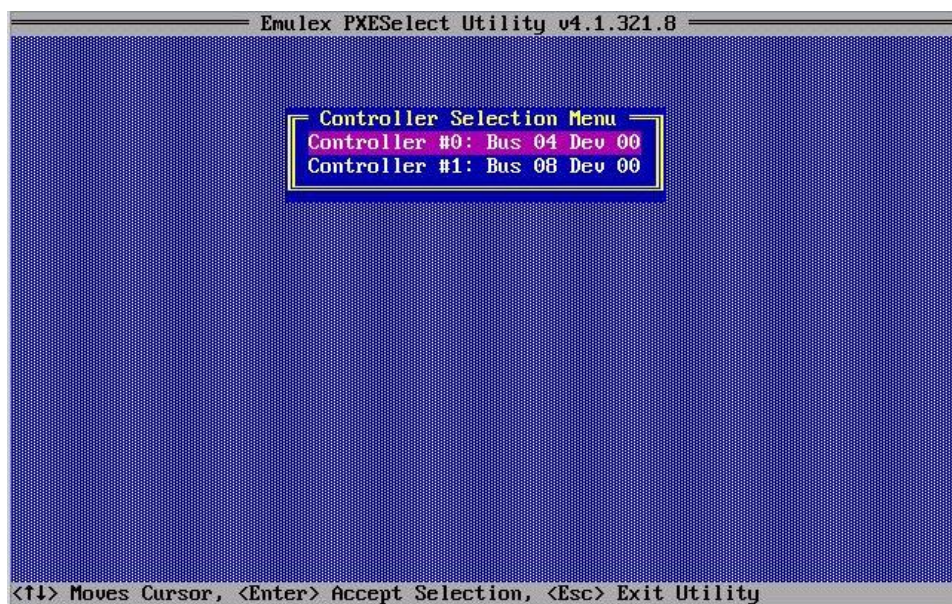 Emulex PXESelect Utility v4.1.321.8
Controller Selection Menu
Controller #0: Bus 04 Dev 00
Controller #1: Bus 08 Dev 00
<↑↓> Moves Cursor, <Enter> Accept Selection, <Esc> Exit Utility